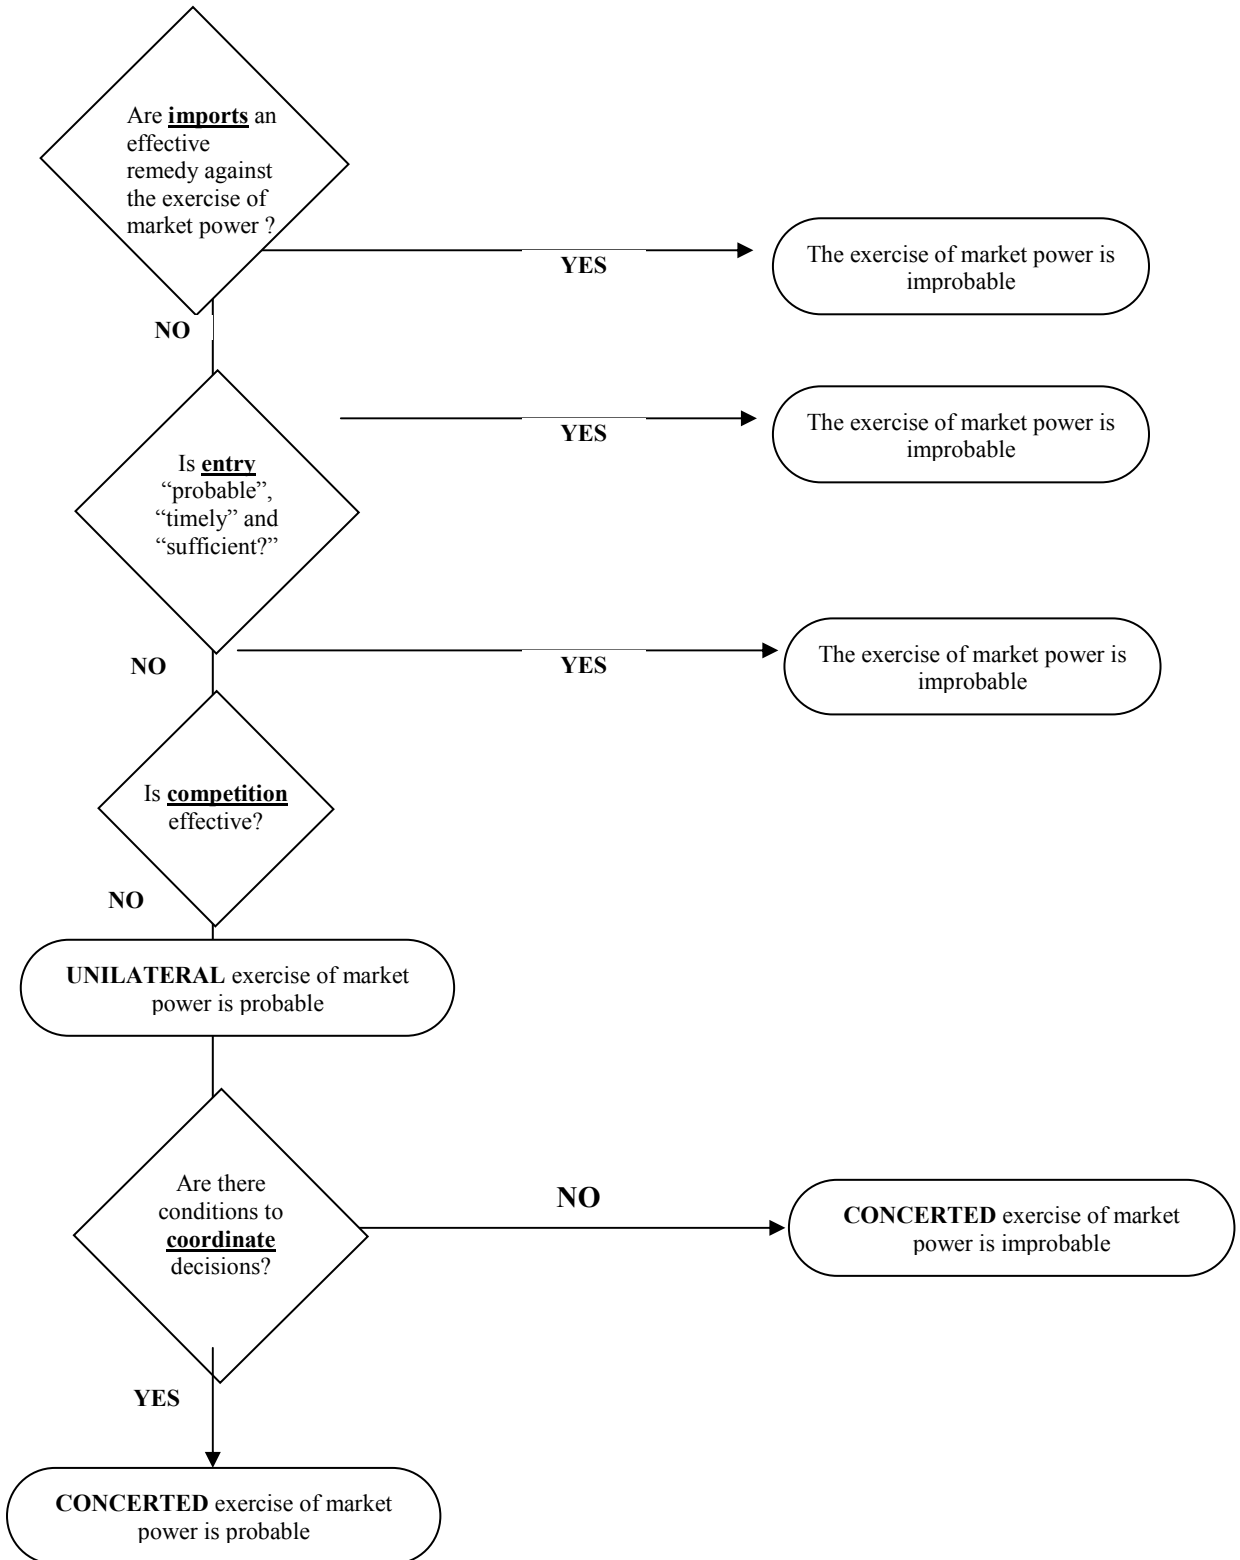 Are imports an
effective
remedy against
the exercise of
market power ?
YES
The exercise of market power is
improbable
NO
YES
The exercise of market power is
improbable
Is entry
“probable”,
“timely” and
“sufficient?”
NO
YES
The exercise of market power is
improbable
Is competition
effective?
NO
UNILATERAL exercise of market
power is probable
Are there
conditions to
coordinate
decisions?
NO
CONCERTED exercise of market
power is improbable
YES
CONCERTED exercise of market
power is probable